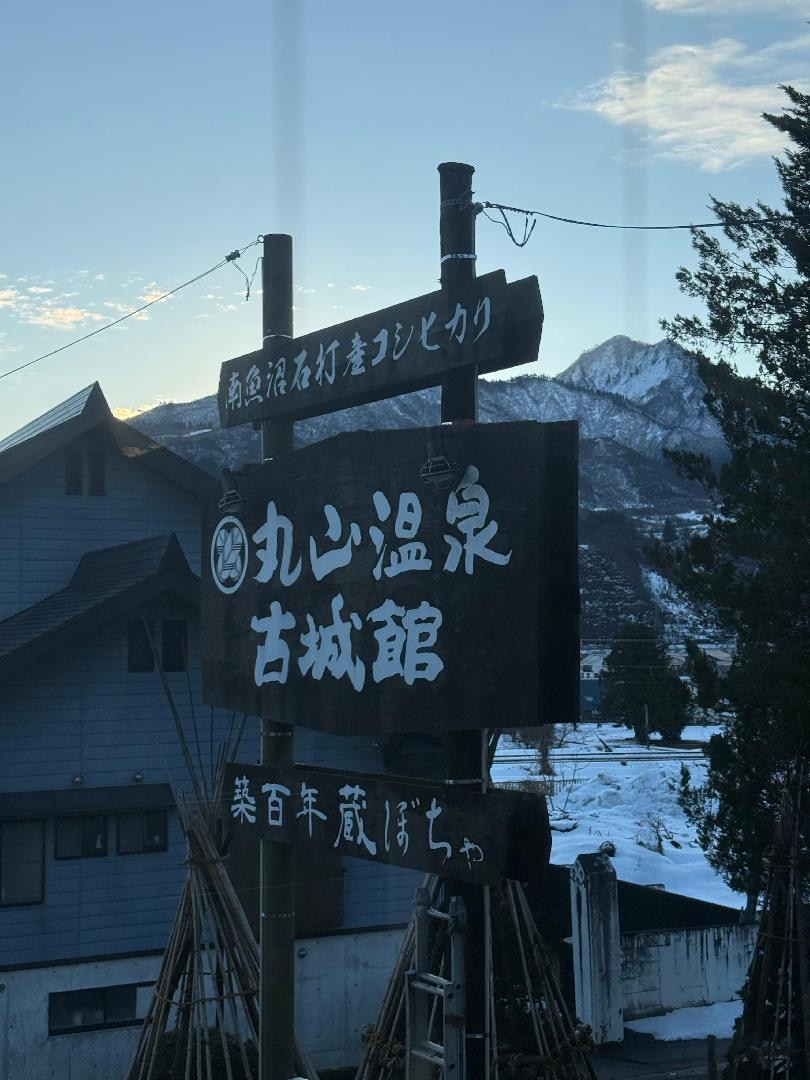 南魚沼石打産コシヒカリ
丸山温泉
古城館
築百年蔵ぼちゃ